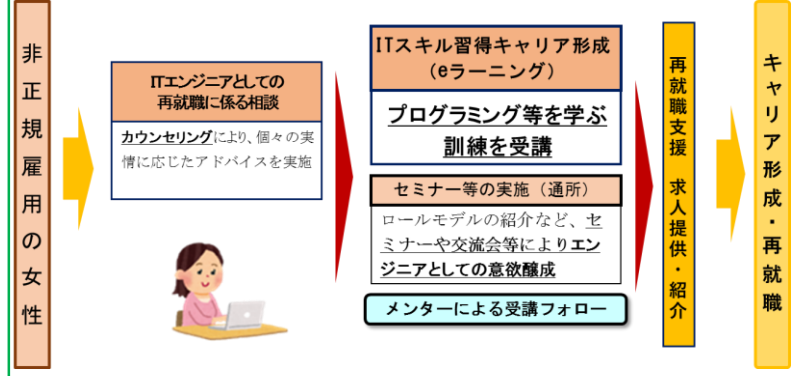 非正規雇用の女性
ITエンジニアとしての
再就職に係る相談
カウンセリングにより、個々の実
情に応じたアドバイスを実施
ITスキル習得キャリア形成
(eラーニング)
プログラミング等を学ぶ
訓練を受講
セミナー等の実施(通所)
ロールモデルの紹介など、セ
ミナーや交流会等によりエン
ジニアとしての意欲醸成
メンターによる受講フォロー
再就職支援 求人提供・紹介
キャリア形成・再就職